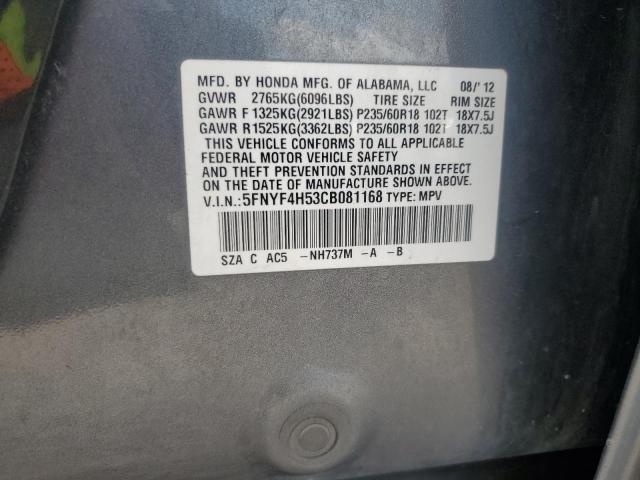 MFD. BY HONDA MFG. OF ALABAMA, LLC 08/'12
GVWR 2765KG(6096LBS) TIRE SIZE RIM SIZE
GAWR F 1325KG(2921LBS) P235/60R18 102T 18X7.5J
GAWR R1525KG(3362LBS) P235/60R18 102T 18X7.5J
THIS VEHICLE CONFORMS TO ALL APPLICABLE
FEDERAL MOTOR VEHICLE SAFETY
AND THEFT PREVENTION STANDARDS IN EFFECT
ON THE DATE OF MANUFACTURE SHOWN ABOVE.
V.I.N.: 5FNYF4H53CB081168 TYPE: MPV
SZA C AC5 -NH737M -A -B